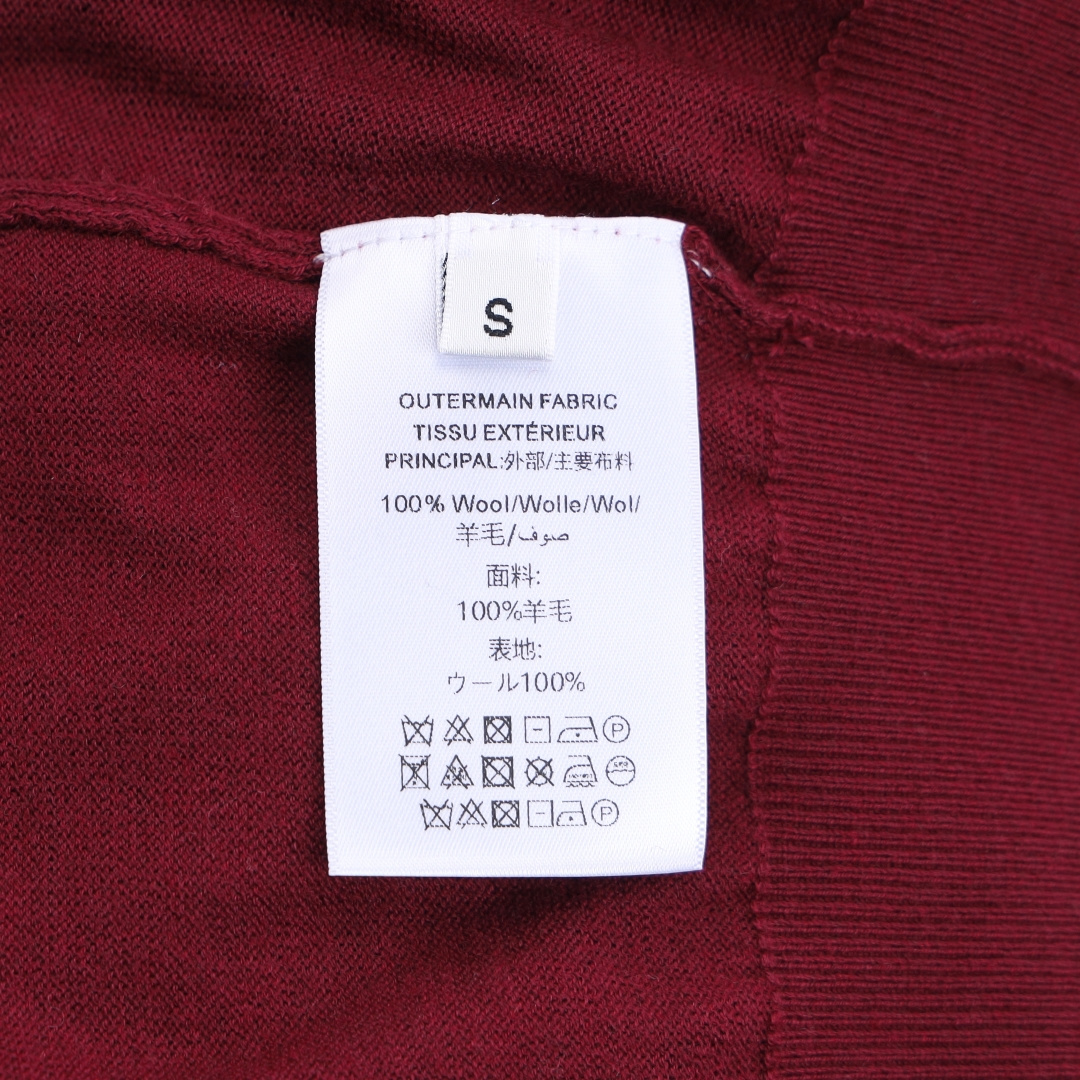 S
OUTERMAIN FABRIC
TISSU EXTÉRIEUR
PRINCIPAL:外部/主要布料
100% Wool/Wolle/Wol/
羊毛/صوف
面料:
100%羊毛
表地:
ウール100%
P
P